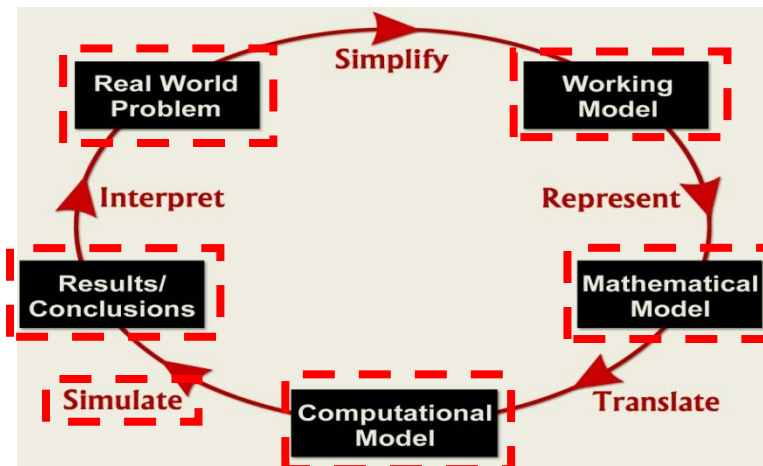 Simplify
Real World
Problem
Working
Model
Interpret
Represent
Results/
Conclusions
Mathematical
Model
Simulate
Translate
Computational
Model